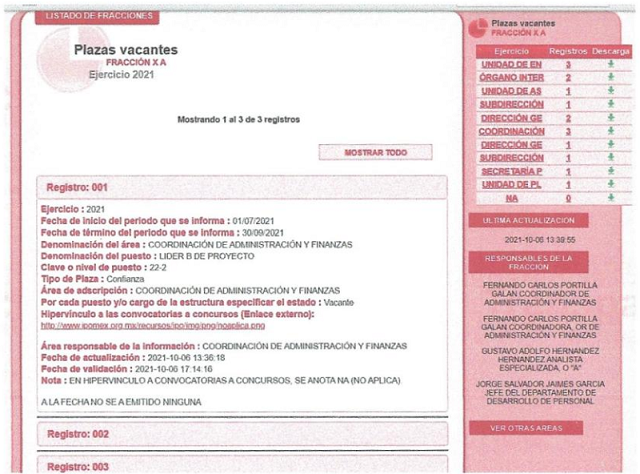 LISTADO DE FRACCIONES
Plazas vacantes
FRACCIÓN X A
Ejercicio 2021
Mostrando 1 al 3 de 3 registros
MOSTRAR TODO
Registro: 001
Ejercicio : 2021
Fecha de inicio del periodo que se informa : 01/07/2021
Fecha de término del periodo que se informa : 30/09/2021
Denominación del área : COORDINACIÓN DE ADMINISTRACIÓN Y FINANZAS
Denominación del puesto : LIDER B DE PROYECTO
Clave o nivel de puesto : 22-2
Tipo de Plaza : Confianza
Área de adscripción : COORDINACIÓN DE ADMINISTRACIÓN Y FINANZAS
Por cada puesto y/o cargo de la estructura especificar el estado : Vacante
Hipervínculo a las convocatorias a concursos (Enlace externo):
http://www.ipomex.org.mx/recursos/ipo/img/png/noaplica.png
Área responsable de la información : COORDINACIÓN DE ADMINISTRACIÓN Y FINANZAS
Fecha de actualización : 2021-10-06 13:36:18
Fecha de validación : 2021-10-06 17:14:16
Nota : EN HIPERVINCULO A CONVOCATORIAS A CONCURSOS, SE ANOTA NA (NO APLICA)
A LA FECHA NO SE A EMITIDO NINGUNA
Registro: 002
Registro: 003
Plazas vacantes
FRACCIÓN X A
Ejercicio Registros Descarga
UNIDAD DE EN 3
ÓRGANO INTER 2
UNIDAD DE AS 1
SUBDIRECCIÓN 1
DIRECCIÓN GE 2
COORDINACIÓN 3
DIRECCIÓN GE 1
SUBDIRECCIÓN 1
SECRETARÍA P 1
UNIDAD DE PL 1
NA 0
ULTIMA ACTUALIZACIÓN
2021-10-06 13:39:55
RESPONSABLES DE LA
FRACCIÓN
FERNANDO CARLOS PORTILLA
GALAN COORDINADOR DE
ADMINISTRACIÓN Y FINANZAS
FERNANDO CARLOS PORTILLA
GALAN COORDINADORA, OR DE
ADMINISTRACIÓN Y FINANZAS
GUSTAVO ADOLFO HERNANDEZ
HERNANDEZ ANALISTA
ESPECIALIZADA, O "A"
JORGE SALVADOR JAIMES GARCIA
JEFE DEL DEPARTAMENTO DE
DESARROLLO DE PERSONAL
VER OTRAS AREAS